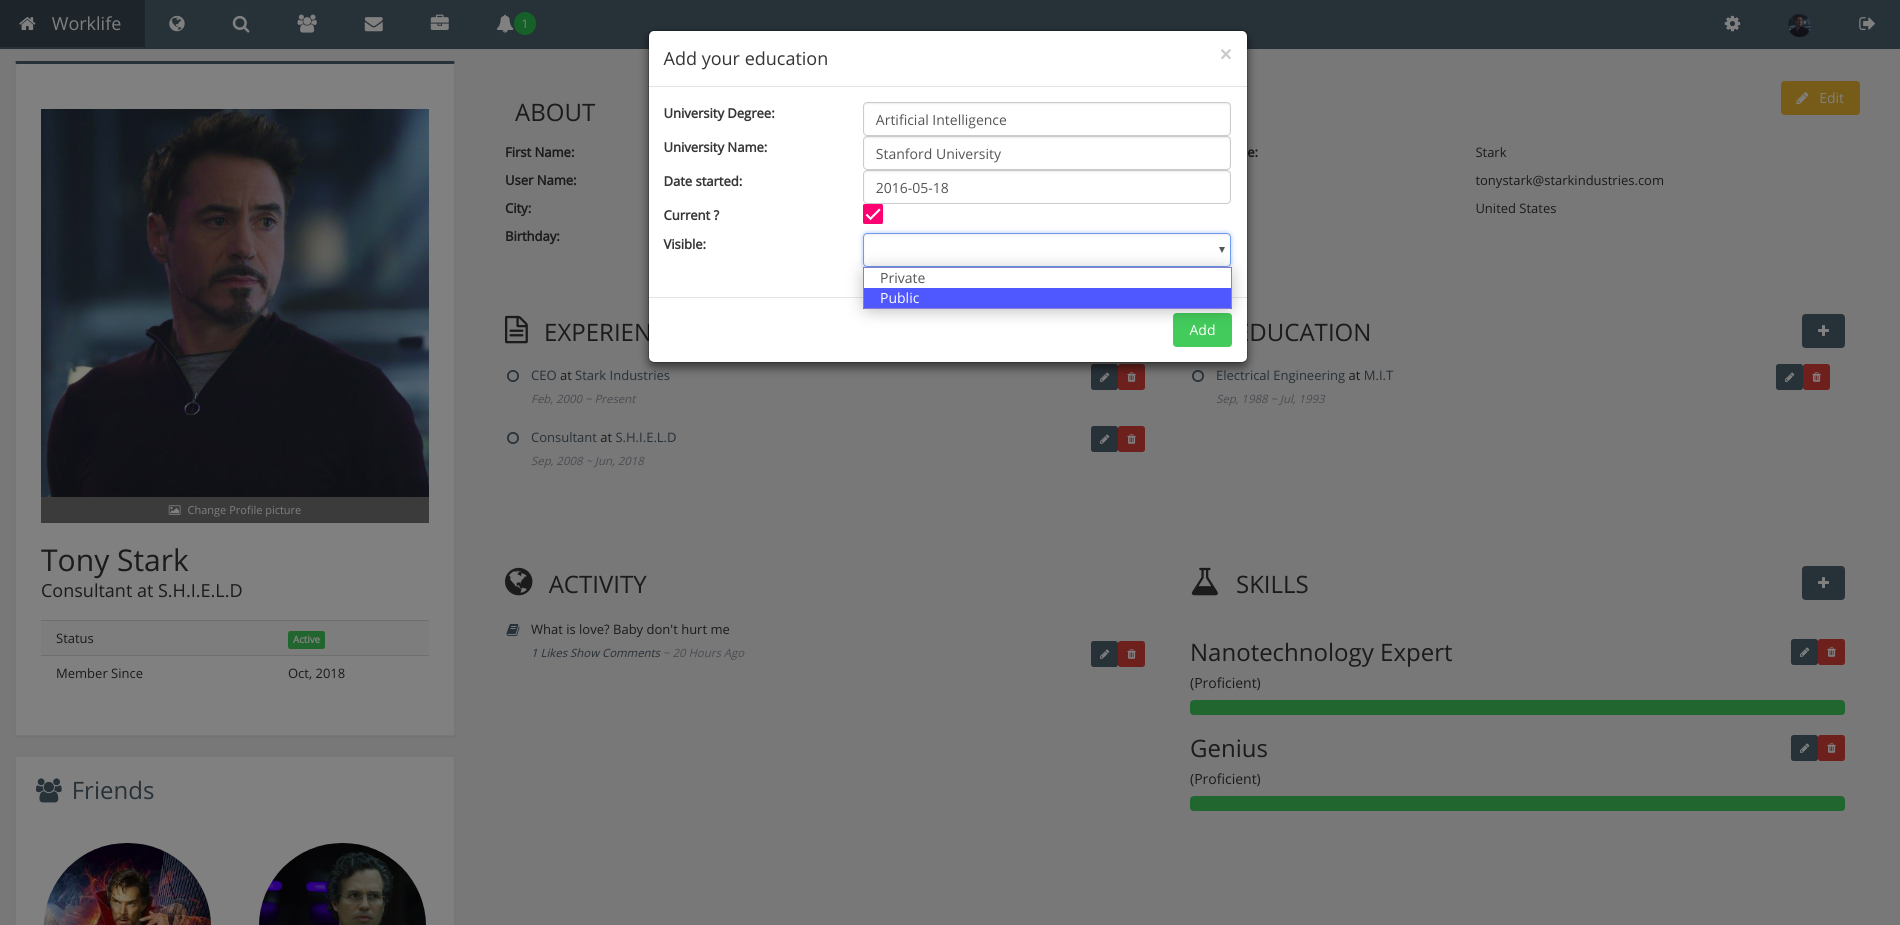 Worklife
1
Add your education
×
University Degree:
Artificial Intelligence
University Name:
Stanford University
Date started:
2016-05-18
Current ?
Visible:
Private
Public
Add
ABOUT
Edit
First Name:
e:
Stark
User Name:
tonystark@starkindustries.com
City:
United States
Birthday:
Change Profile picture
Tony Stark
Consultant at S.H.I.E.L.D
Status
Active
Member Since
Oct, 2018
Friends
EXPERIEN
CEO at Stark Industries
Feb, 2000 ~ Present
Consultant at S.H.I.E.L.D
Sep, 2008 ~ Jun, 2018
DUCATION
Electrical Engineering at M.I.T
Sep, 1988 ~ Jul, 1993
ACTIVITY
What is love? Baby don't hurt me
1 Likes Show Comments ~ 20 Hours Ago
SKILLS
Nanotechnology Expert
(Proficient)
Genius
(Proficient)